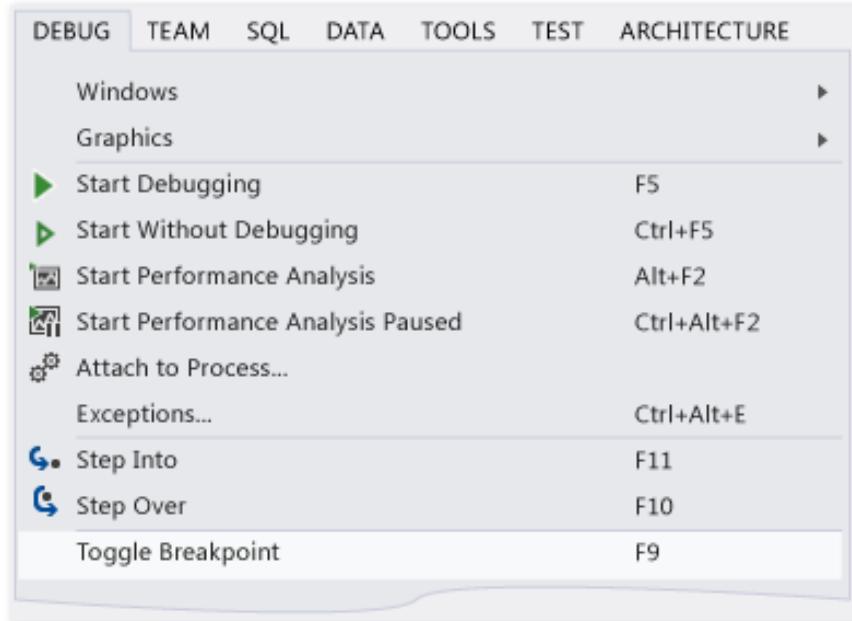 DEBUG TEAM SQL DATA TOOLS TEST ARCHITECTURE
Windows
Graphics
Start Debugging F5
Start Without Debugging Ctrl+F5
Start Performance Analysis Alt+F2
Start Performance Analysis Paused Ctrl+Alt+F2
Attach to Process...
Exceptions... Ctrl+Alt+E
Step Into F11
Step Over F10
Toggle Breakpoint F9